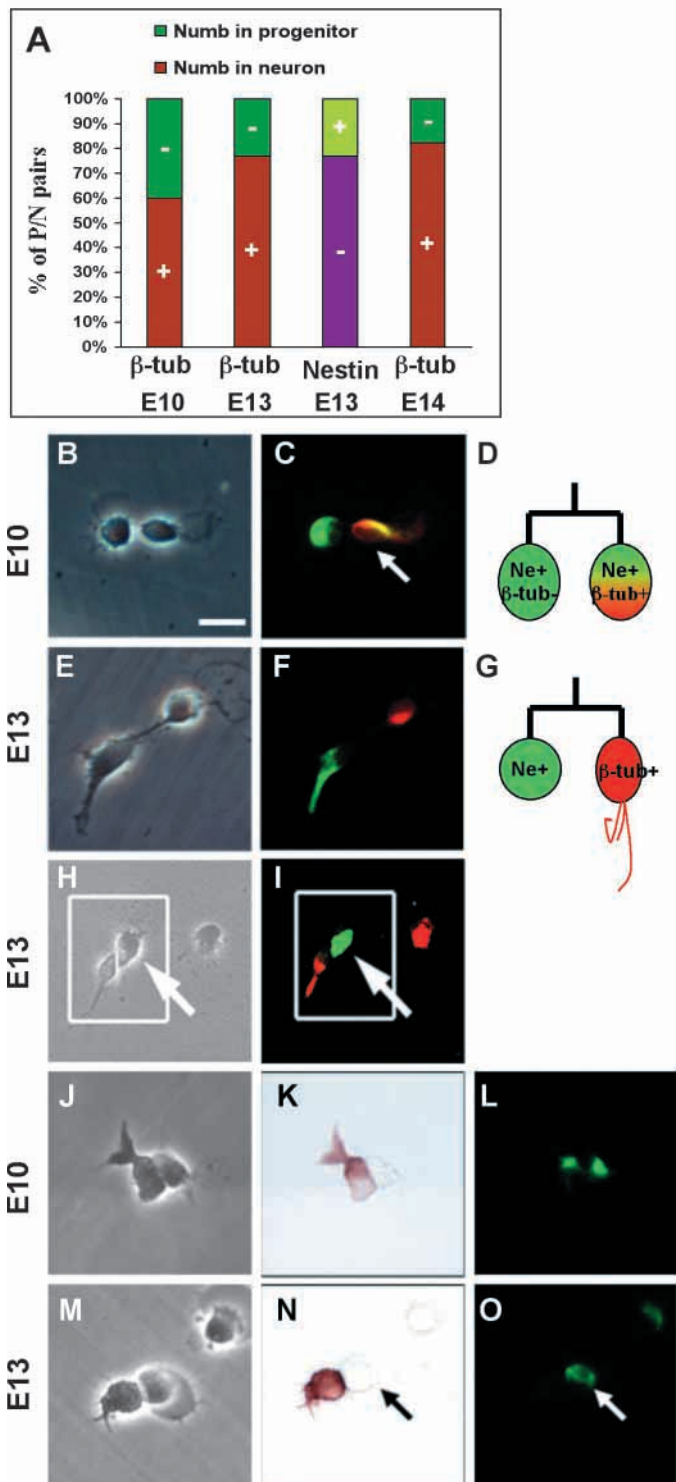 A
Numb in progenitor
Numb in neuron
% of P/N pairs
100%
90%
80%
70%
60%
50%
40%
30%
20%
10%
0%
- - + -
+ + - +
β-tub β-tub Nestin β-tub
E10 E13 E13 E14
E10
B
C
D
Ne+ Ne+
β-tub- β-tub+
E13
E
F
G
Ne+ β-tub+
E13
H
I
E10
J
K
L
E13
M
N
O